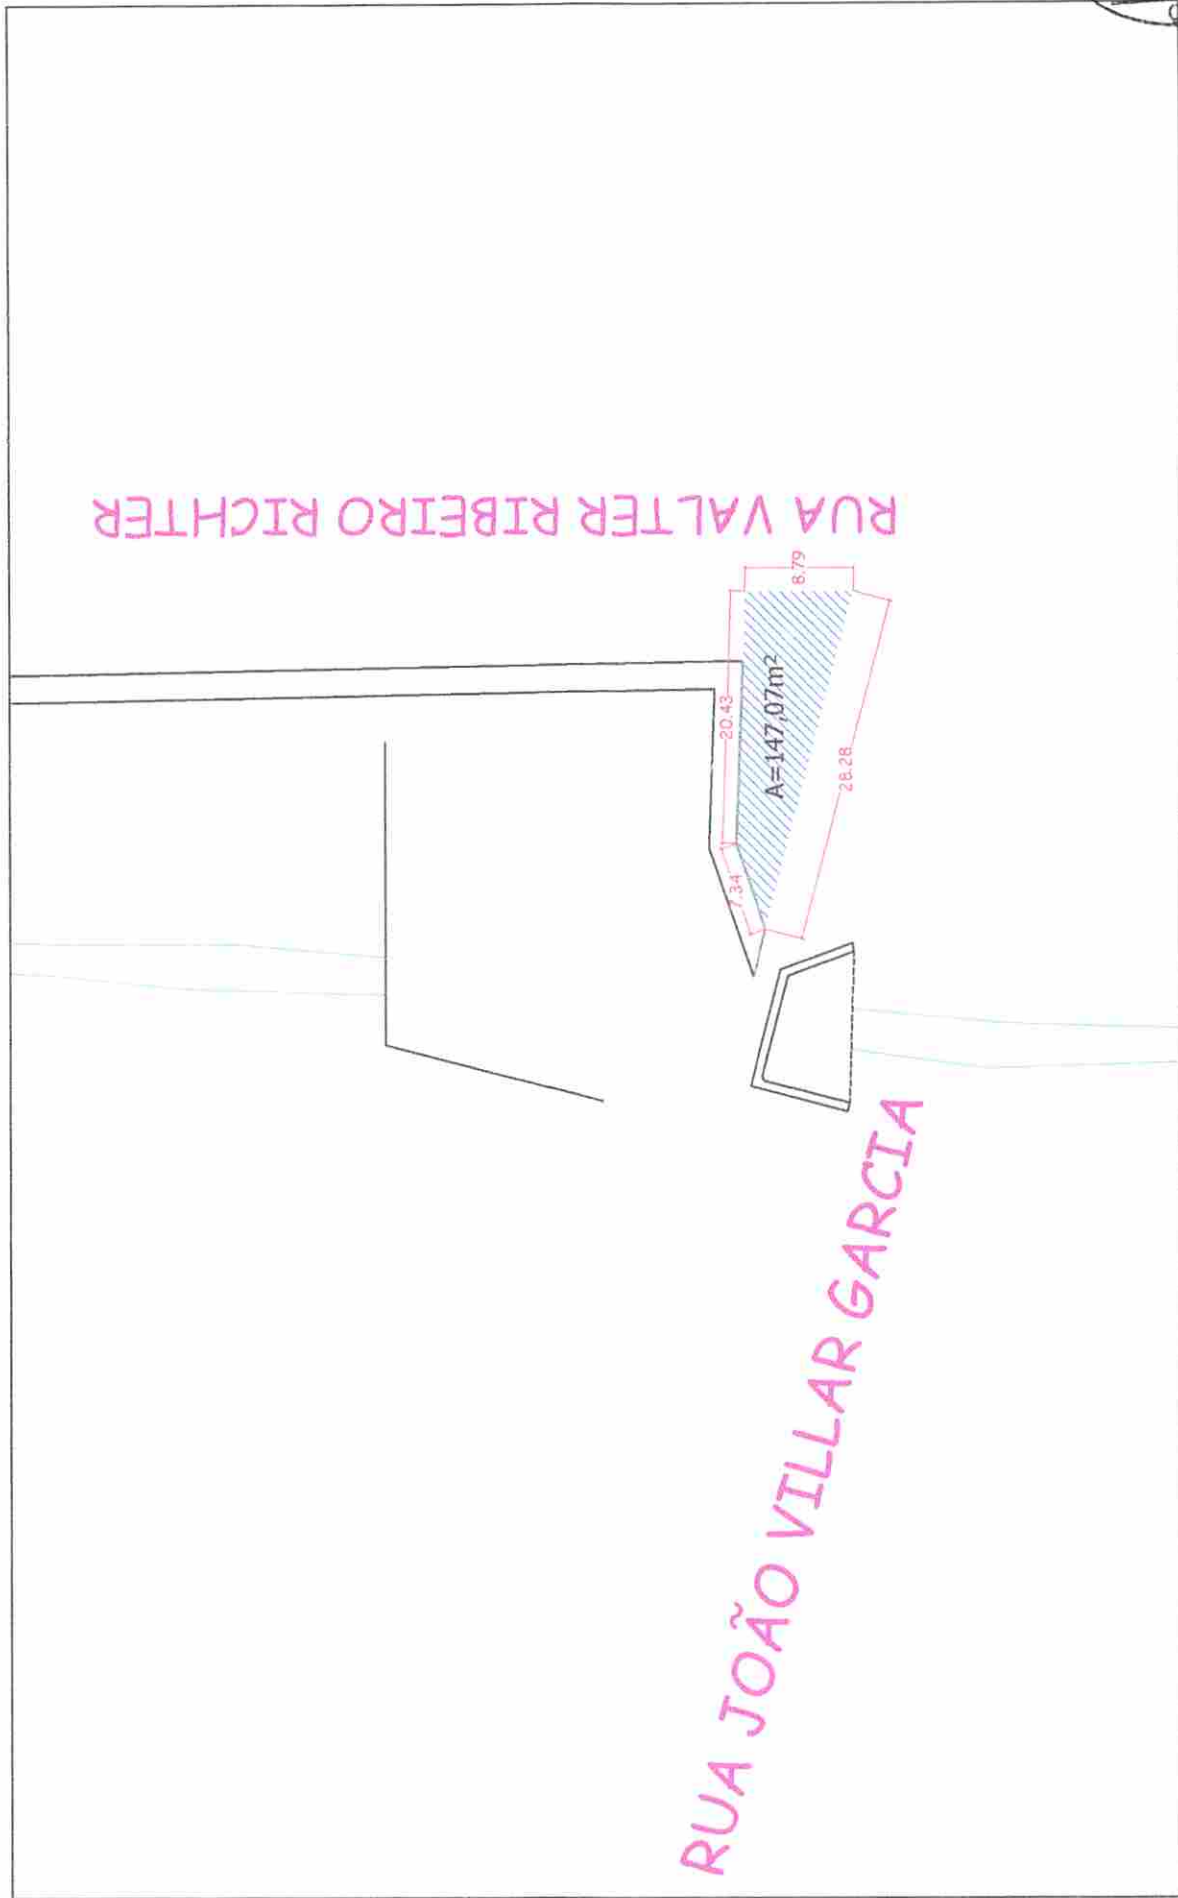 RUA VALTER RIBEIRO RICHTER
8.79
20.43
A=147,07m²
7.34
28.28
RUA JOÃO VILLAR GARCIA